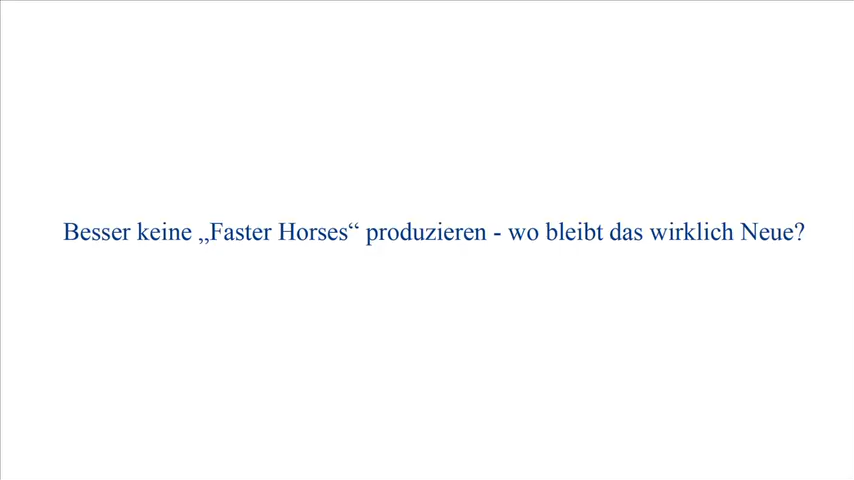 Besser keine „Faster Horses“ produzieren - wo bleibt das wirklich Neue?